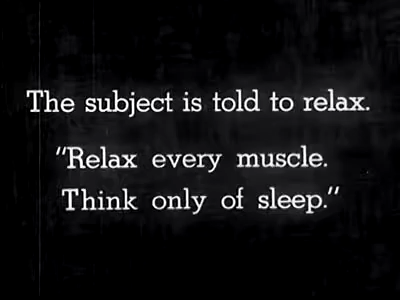 The subject is told to relax.
"Relax every muscle.
Think only of sleep."